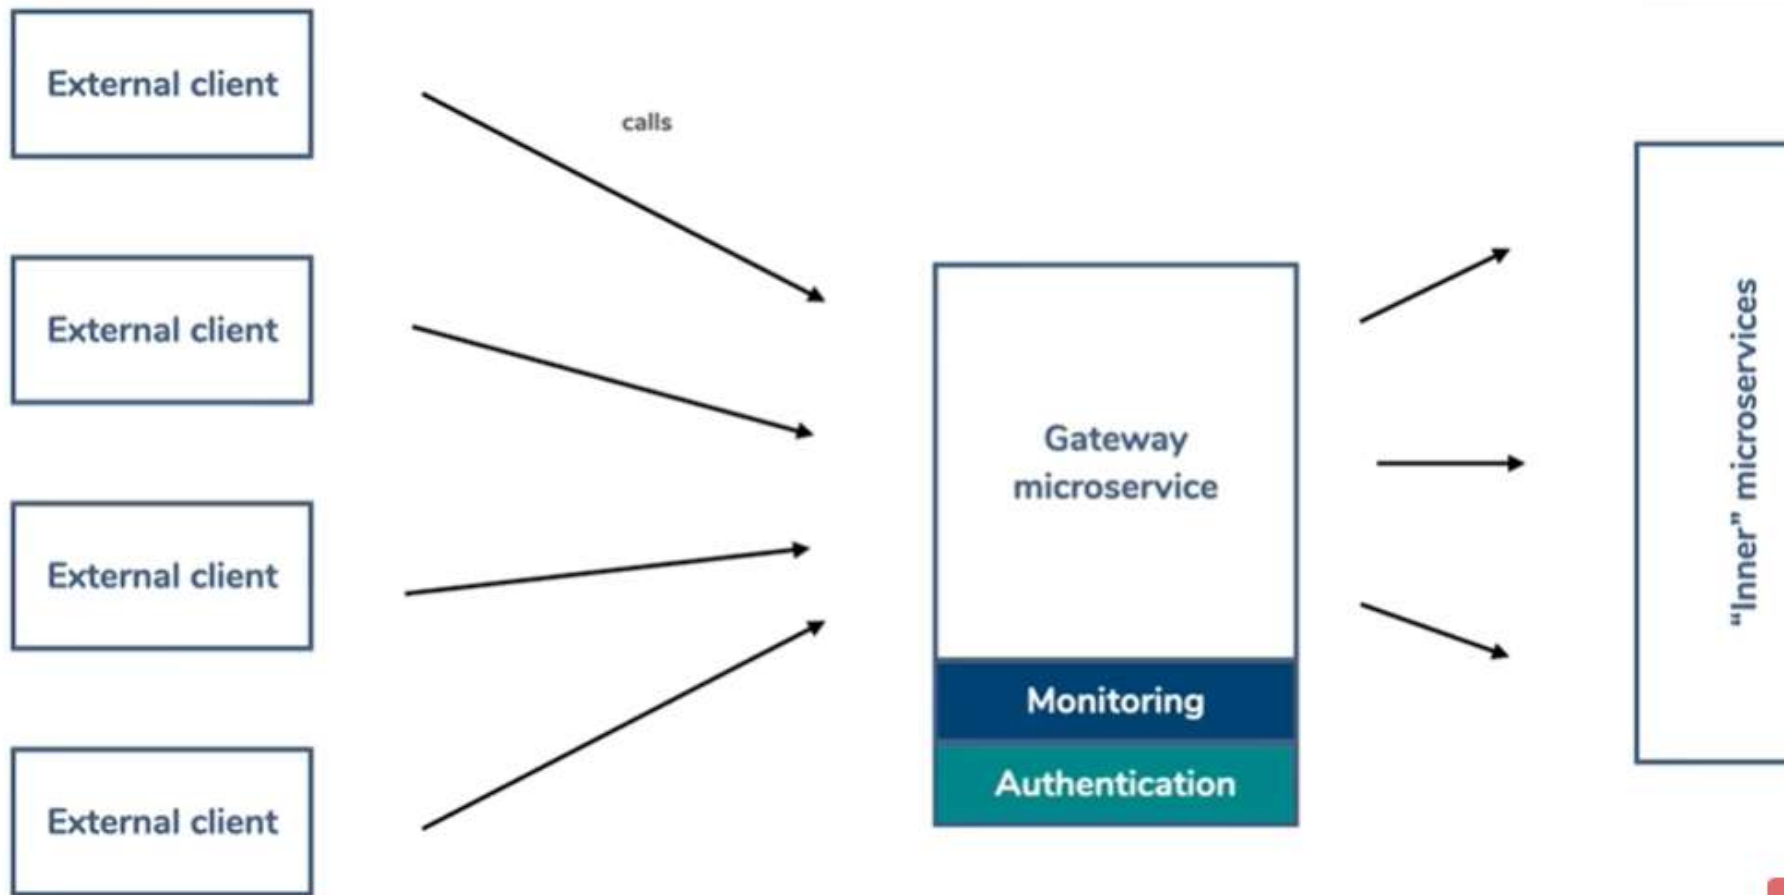 External client
calls
External client
External client
External client
Gateway
microservice
Monitoring
Authentication
“Inner” microservices